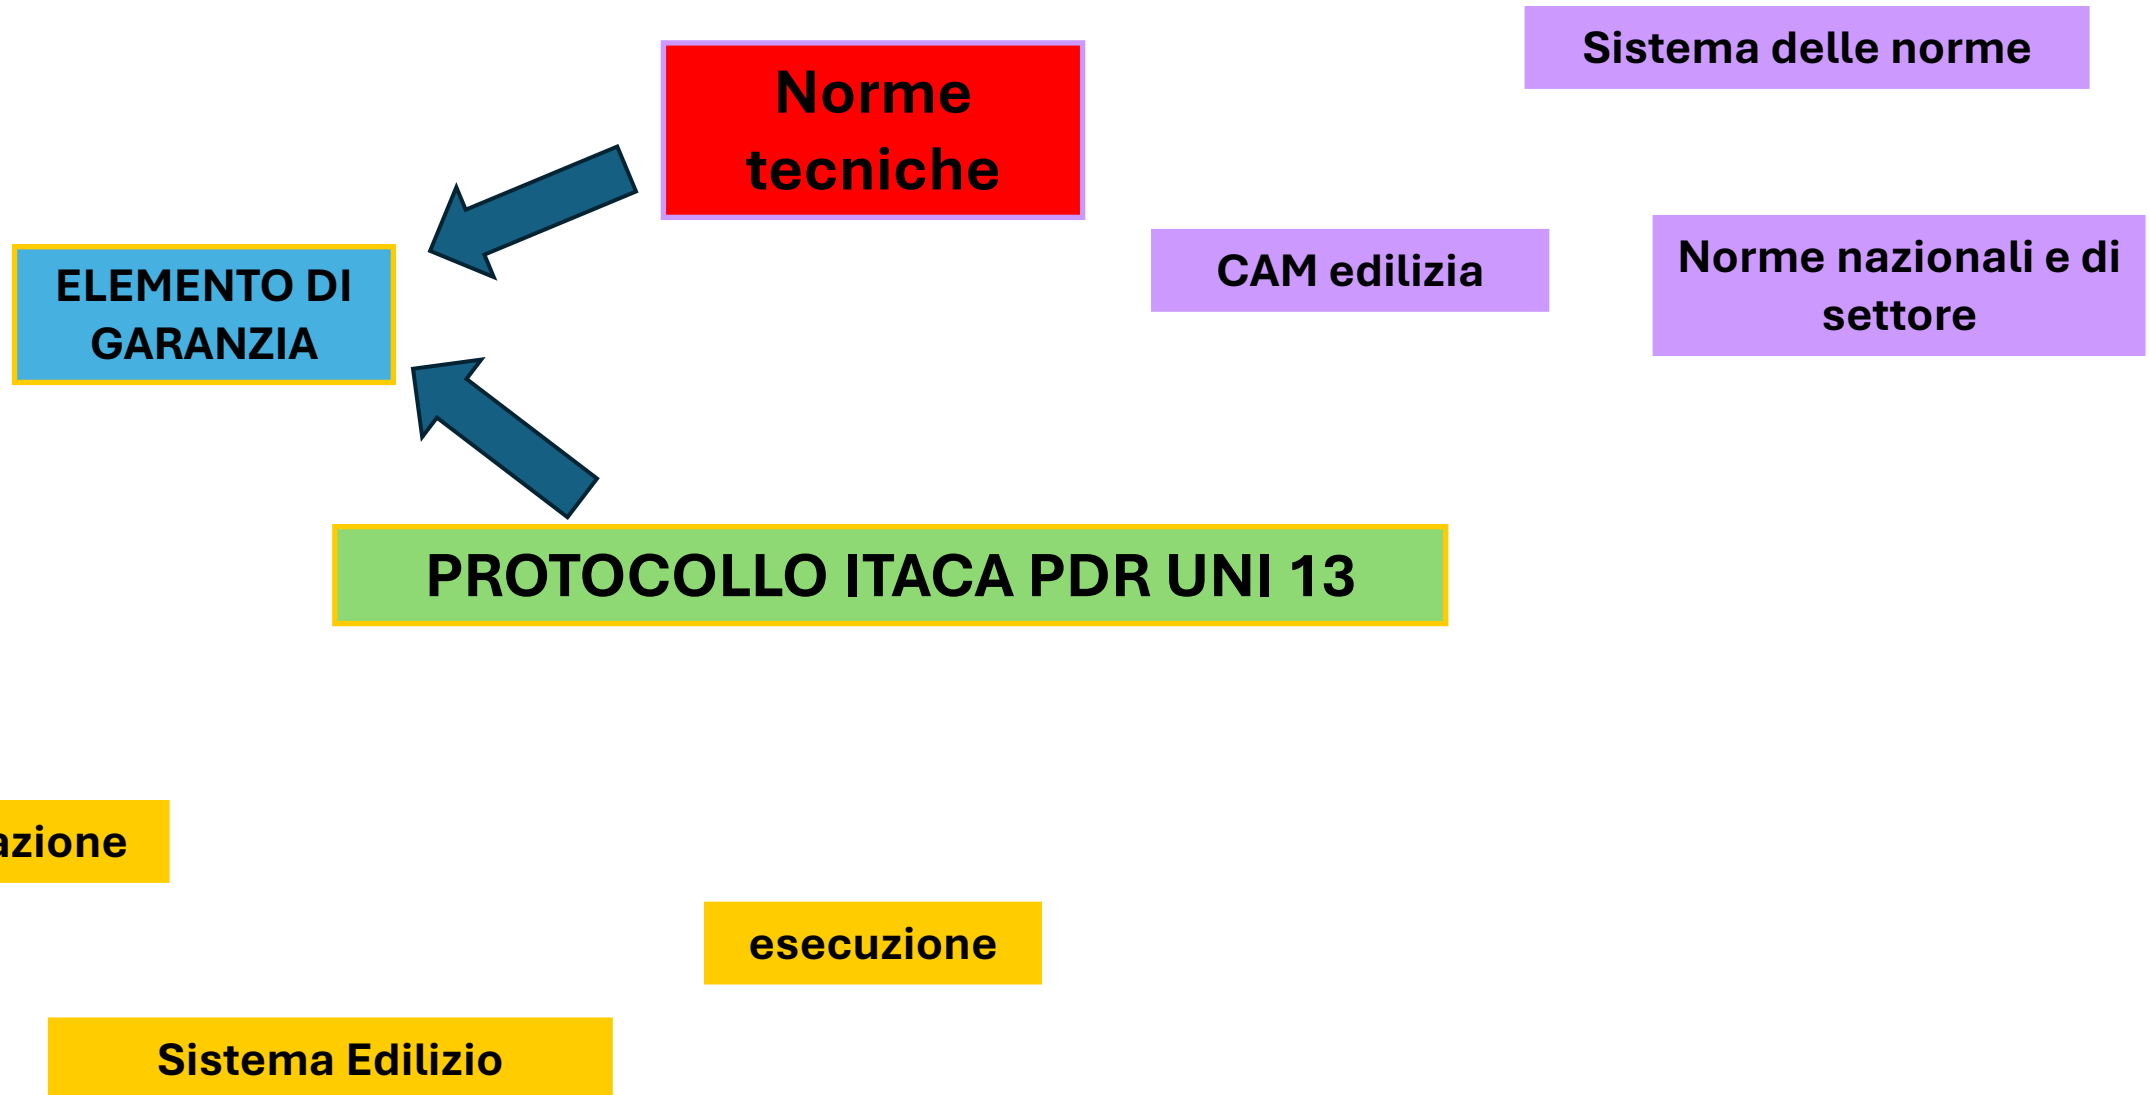 Sistema delle norme
Norme
tecniche
CAM edilizia
Norme nazionali e di
settore
ELEMENTO DI
GARANZIA
PROTOCOLLO ITACA PDR UNI 13
azione
esecuzione
Sistema Edilizio